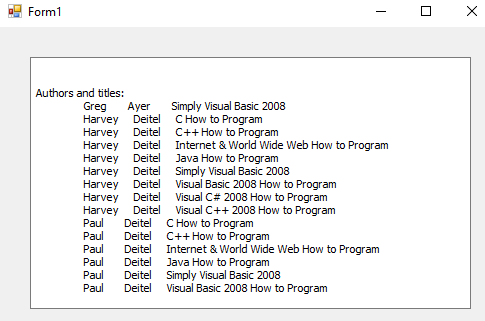 Form1
Authors and titles:
Greg Ayer Simply Visual Basic 2008
Harvey Deitel C How to Program
Harvey Deitel C++ How to Program
Harvey Deitel Internet & World Wide Web How to Program
Harvey Deitel Java How to Program
Harvey Deitel Simply Visual Basic 2008
Harvey Deitel Visual Basic 2008 How to Program
Harvey Deitel Visual C# 2008 How to Program
Harvey Deitel Visual C++ 2008 How to Program
Paul Deitel C How to Program
Paul Deitel C++ How to Program
Paul Deitel Internet & World Wide Web How to Program
Paul Deitel Java How to Program
Paul Deitel Simply Visual Basic 2008
Paul Deitel Visual Basic 2008 How to Program